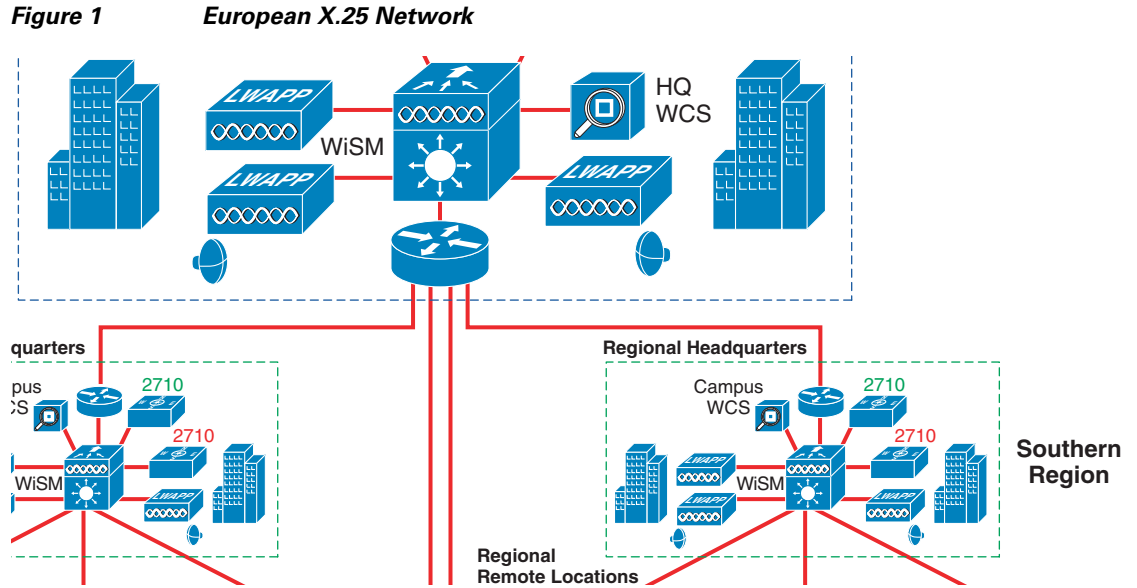 Figure 1 European X.25 Network
LWAPP
HQ
WCS
WiSM
LWAPP
LWAPP
quarters
Regional Headquarters
pus
CS
2710
Campus
WCS
2710
2710
2710
Southern
Region
WiSM
LWAPP
LWAPP
WiSM
LWAPP
LWAPP
Regional
Remote Locations